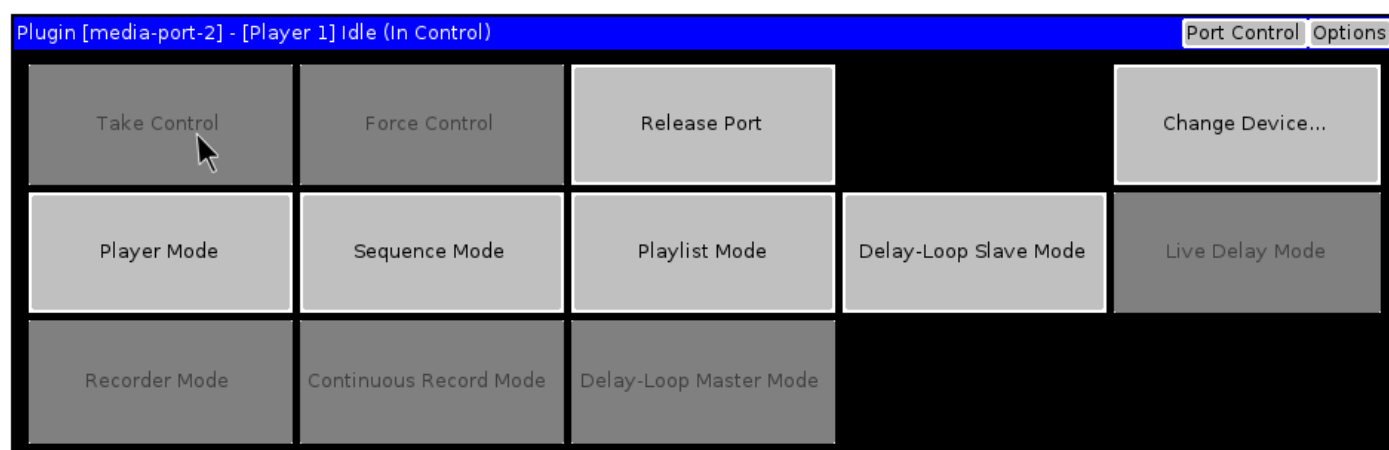 Plugin [media-port-2] - [Player 1] Idle (In Control) Port Control Options
Take Control Force Control Release Port Change Device...
Player Mode Sequence Mode Playlist Mode Delay-Loop Slave Mode Live Delay Mode
Recorder Mode Continuous Record Mode Delay-Loop Master Mode